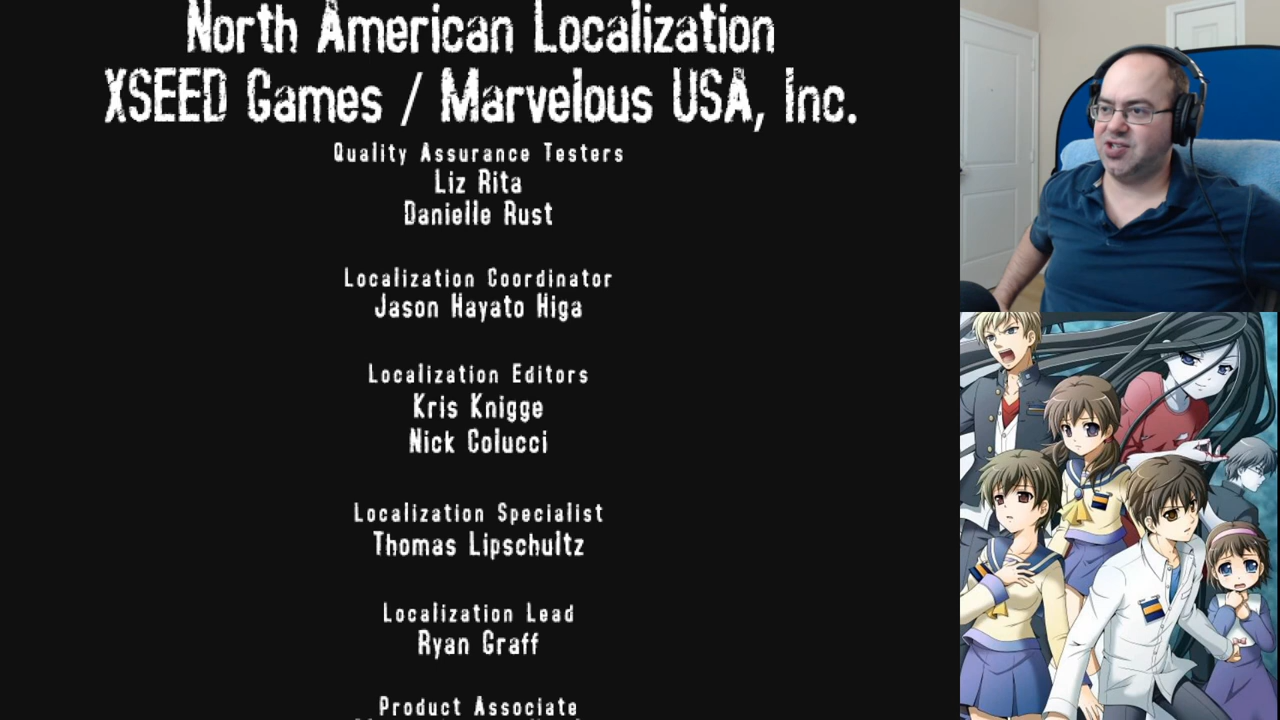 North American Localization
XSEED Games / Marvelous USA, Inc.
Quality Assurance Testers
Liz Rita
Danielle Rust
Localization Coordinator
Jason Hayato Higa
Localization Editors
Kris Knigge
Nick Colucci
Localization Specialist
Thomas Lipschultz
Localization Lead
Ryan Graff
Product Associate